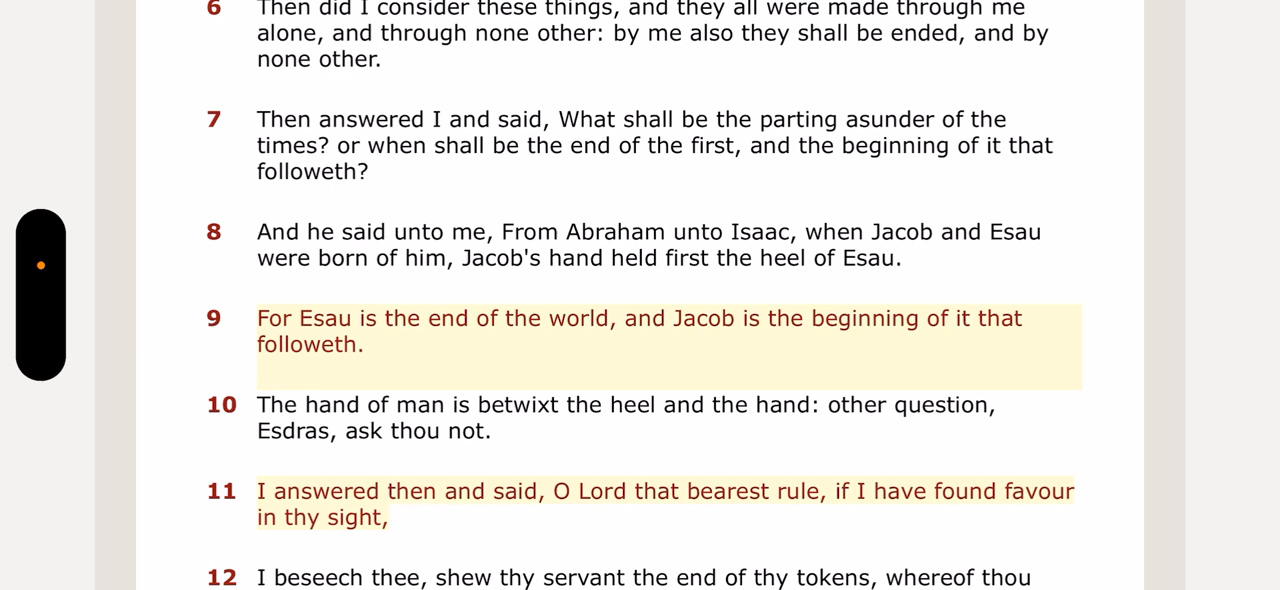 6 Then did I consider these things, and they all were made through me
alone, and through none other: by me also they shall be ended, and by
none other.
7 Then answered I and said, What shall be the parting asunder of the
times? or when shall be the end of the first, and the beginning of it that
followeth?
8 And he said unto me, From Abraham unto Isaac, when Jacob and Esau
were born of him, Jacob's hand held first the heel of Esau.
9 For Esau is the end of the world, and Jacob is the beginning of it that
followeth.
10 The hand of man is betwixt the heel and the hand: other question,
Esdras, ask thou not.
11 I answered then and said, O Lord that bearest rule, if I have found favour
in thy sight,
12 I beseech thee, shew thy servant the end of thy tokens, whereof thou